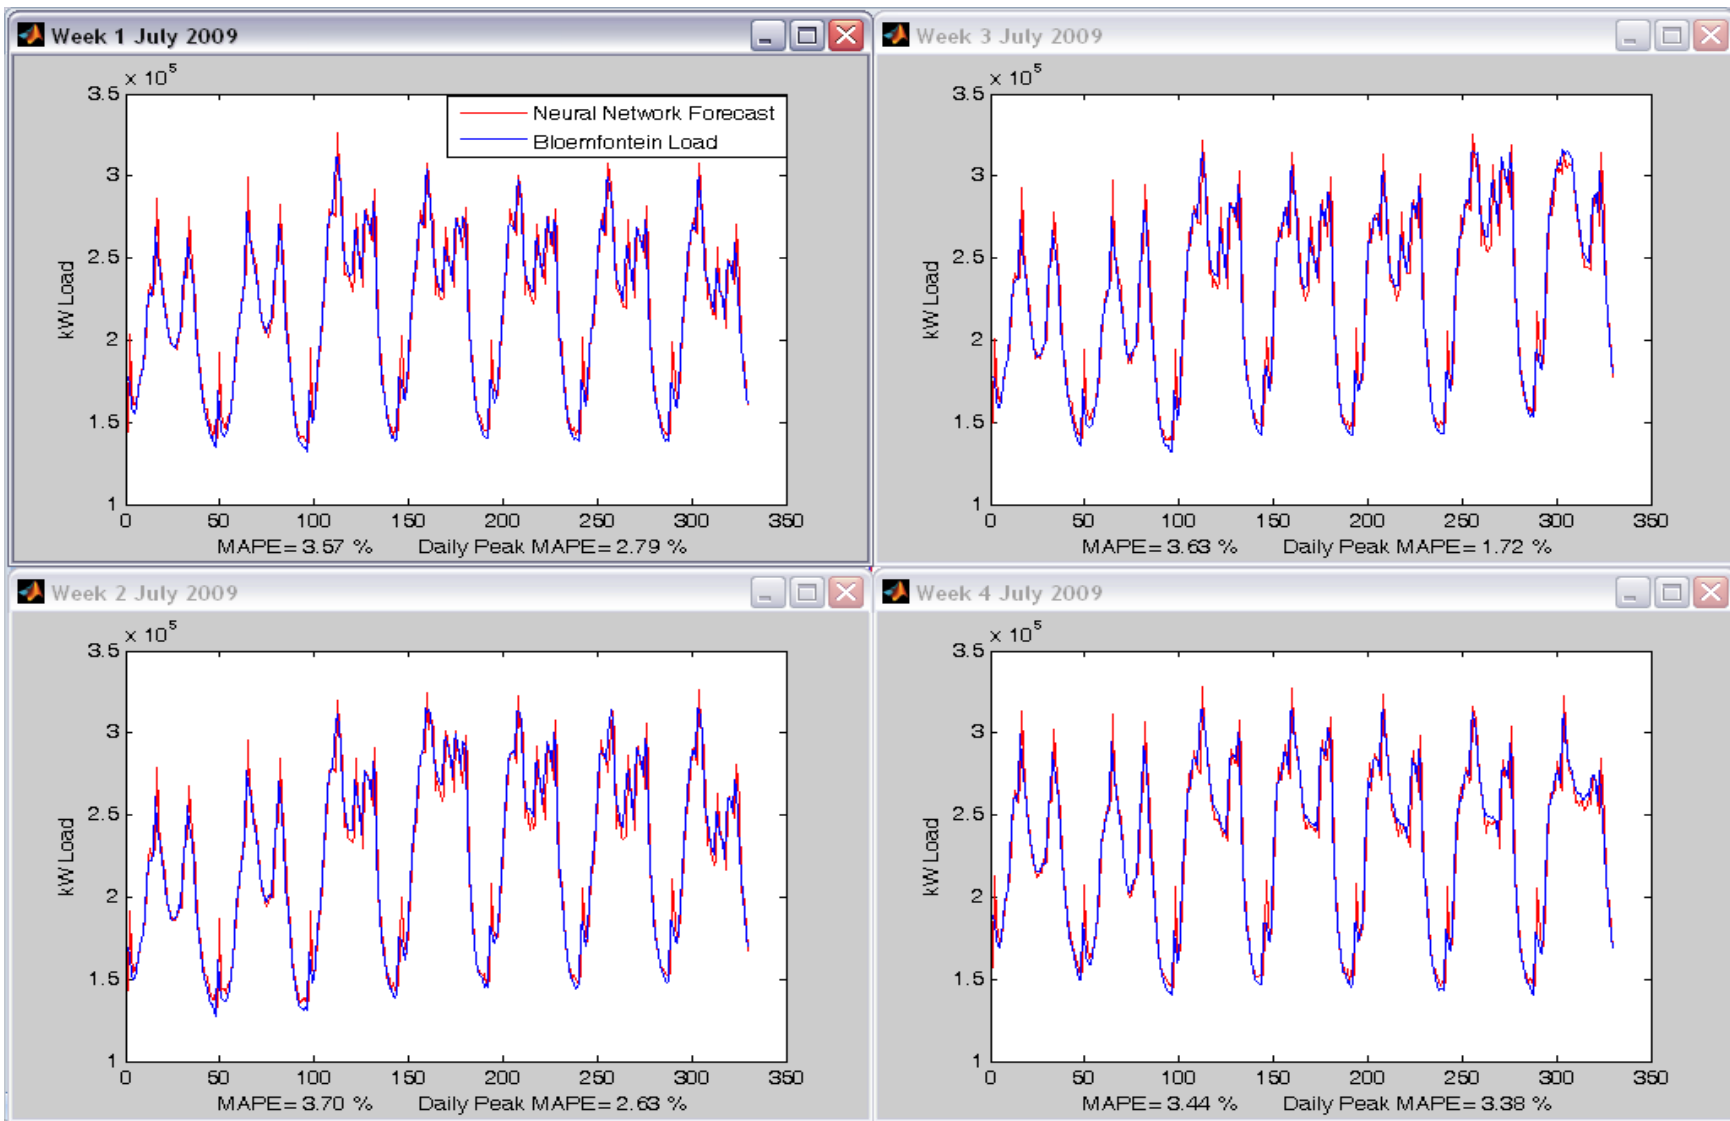 Week 1 July 2009
× 10^5
3.5
3
2.5
2
1.5
1
kW Load
Neural Network Forecast
Bloemfontein Load
0 50 100 150 200 250 300 350
MAPE= 3.57 % Daily Peak MAPE= 2.79 %
Week 3 July 2009
× 10^5
3.5
3
2.5
2
1.5
1
kW Load
0 50 100 150 200 250 300 350
MAPE= 3.63 % Daily Peak MAPE= 1.72 %
Week 2 July 2009
× 10^5
3.5
3
2.5
2
1.5
1
kW Load
0 50 100 150 200 250 300 350
MAPE= 3.70 % Daily Peak MAPE= 2.63 %
Week 4 July 2009
× 10^5
3.5
3
2.5
2
1.5
1
kW Load
0 50 100 150 200 250 300 350
MAPE= 3.44 % Daily Peak MAPE= 3.38 %